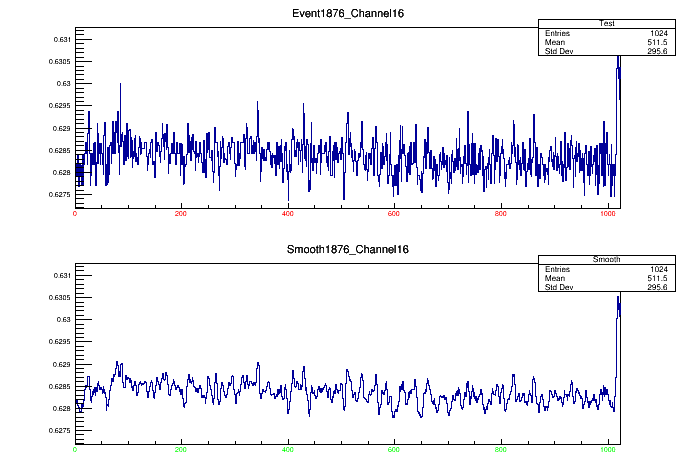 Event1876_Channel16
Test
Entries 1024
Mean 511.5
Std Dev 295.6
0.631
0.6305
0.63
0.6295
0.629
0.6285
0.628
0.6275
0 200 400 600 800 1000
Smooth1876_Channel16
Smooth
Entries 1024
Mean 511.5
Std Dev 295.6
0.631
0.6305
0.63
0.6295
0.629
0.6285
0.628
0.6275
0 200 400 600 800 1000